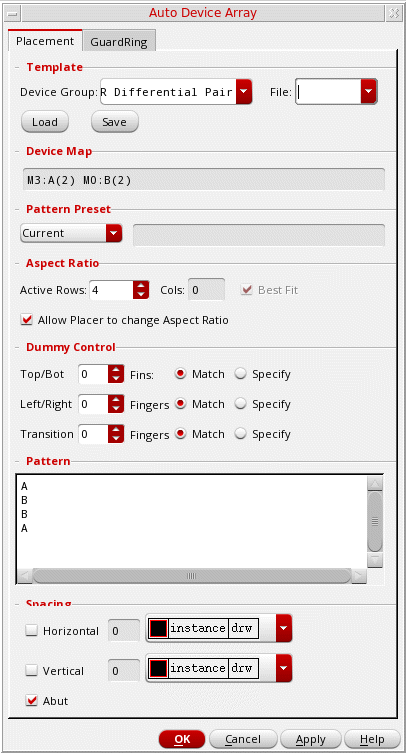 Auto Device Array
Placement GuardRing
Template
Device Group: R Differential Pair File:
Load Save
Device Map
M3:A(2) M0:B(2)
Pattern Preset
Current
Aspect Ratio
Active Rows: 4 Cols: 0 Best Fit
Allow Placer to change Aspect Ratio
Dummy Control
Top/Bot 0 Fins: Match Specify
Left/Right 0 Fingers Match Specify
Transition 0 Fingers Match Specify
Pattern
A
B
B
A
Spacing
Horizontal 0 instance drw
Vertical 0 instance drw
Abut
OK Cancel Apply Help